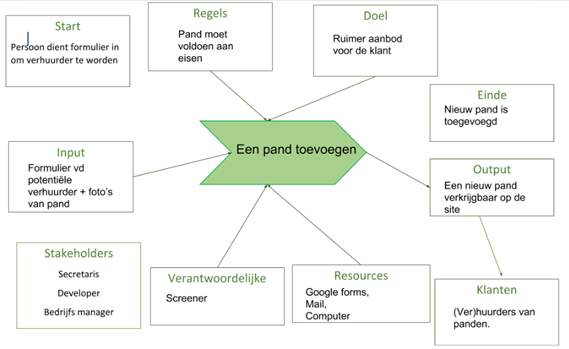 Start
Persoon dient formulier in
om verhuurder te worden
Regels
Pand moet
voldoen aan
eisen
Doel
Ruimer aanbod
voor de klant
Einde
Nieuw pand is
toegevoegd
Een pand toevoegen
Input
Formulier vd
potentiële
verhuurder + foto's
van pand
Output
Een nieuw pand
verkrijgbaar op de
site
Stakeholders
Secretaris
Developer
Bedrijfs manager
Verantwoordelijke
Screener
Resources
Google forms,
Mail,
Computer
Klanten
(Ver)huurders van
panden.